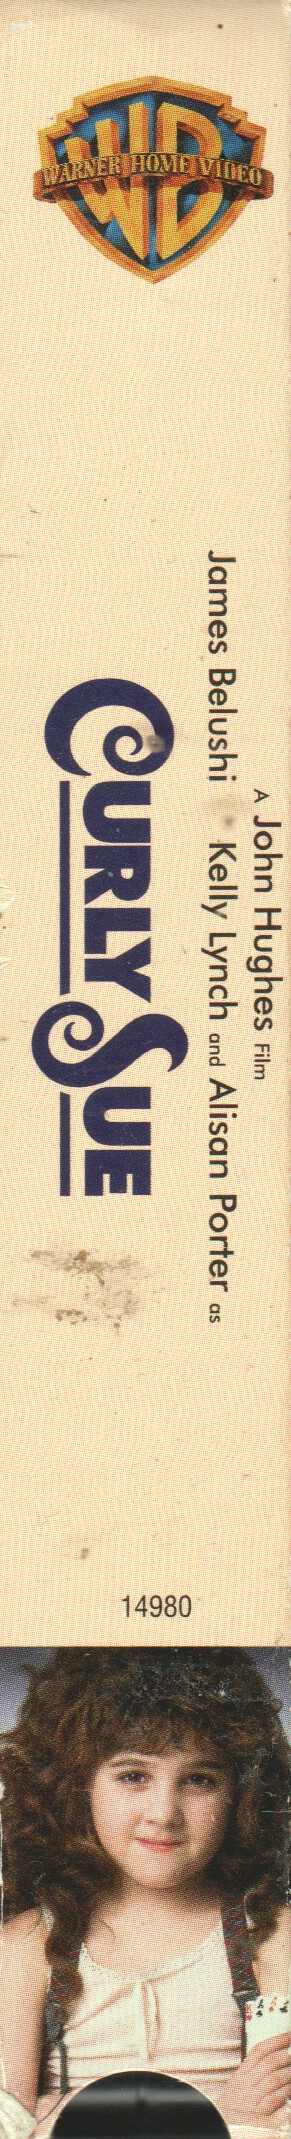 WB
WARNER HOME VIDEO
A John Hughes Film
James Belushi Kelly Lynch and Alisan Porter as
CURLY SUE
14980